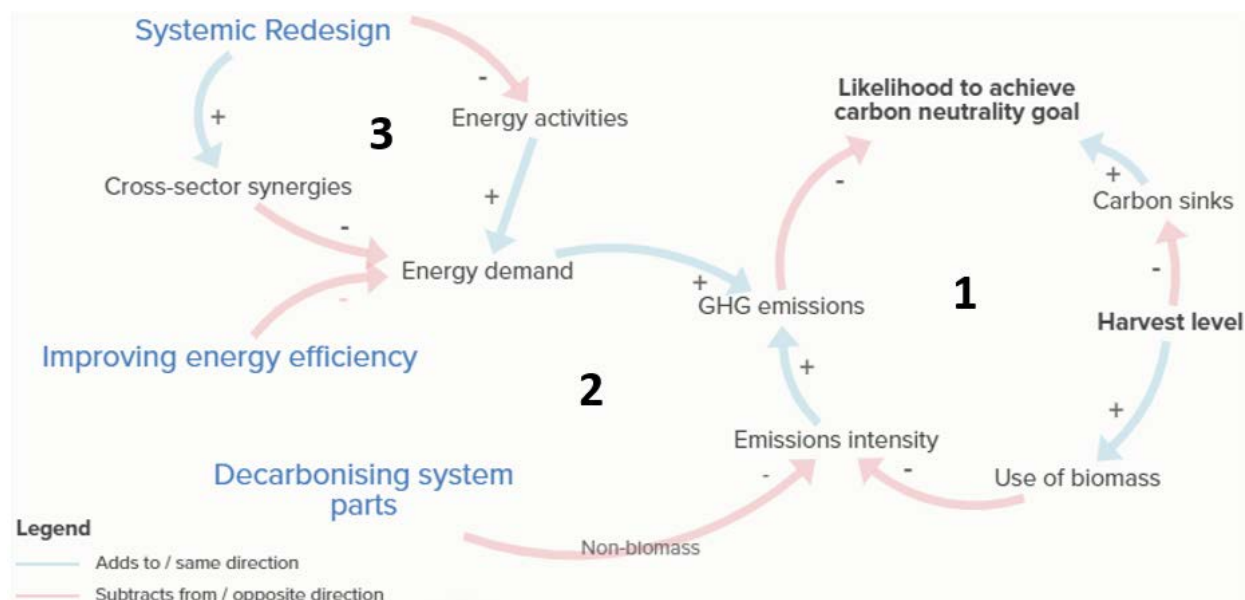 Systemic Redesign
-
Energy activities
+
3
Cross-sector synergies
+
-
Energy demand
-
Improving energy efficiency
Likelihood to achieve
carbon neutrality goal
-
+
Carbon sinks
-
+
GHG emissions
1
Harvest level
2
+
+
Emissions intensity
-
-
Use of biomass
Decarbonising system
parts
Non-biomass
Legend
Adds to / same direction
Subtracts from / opposite direction